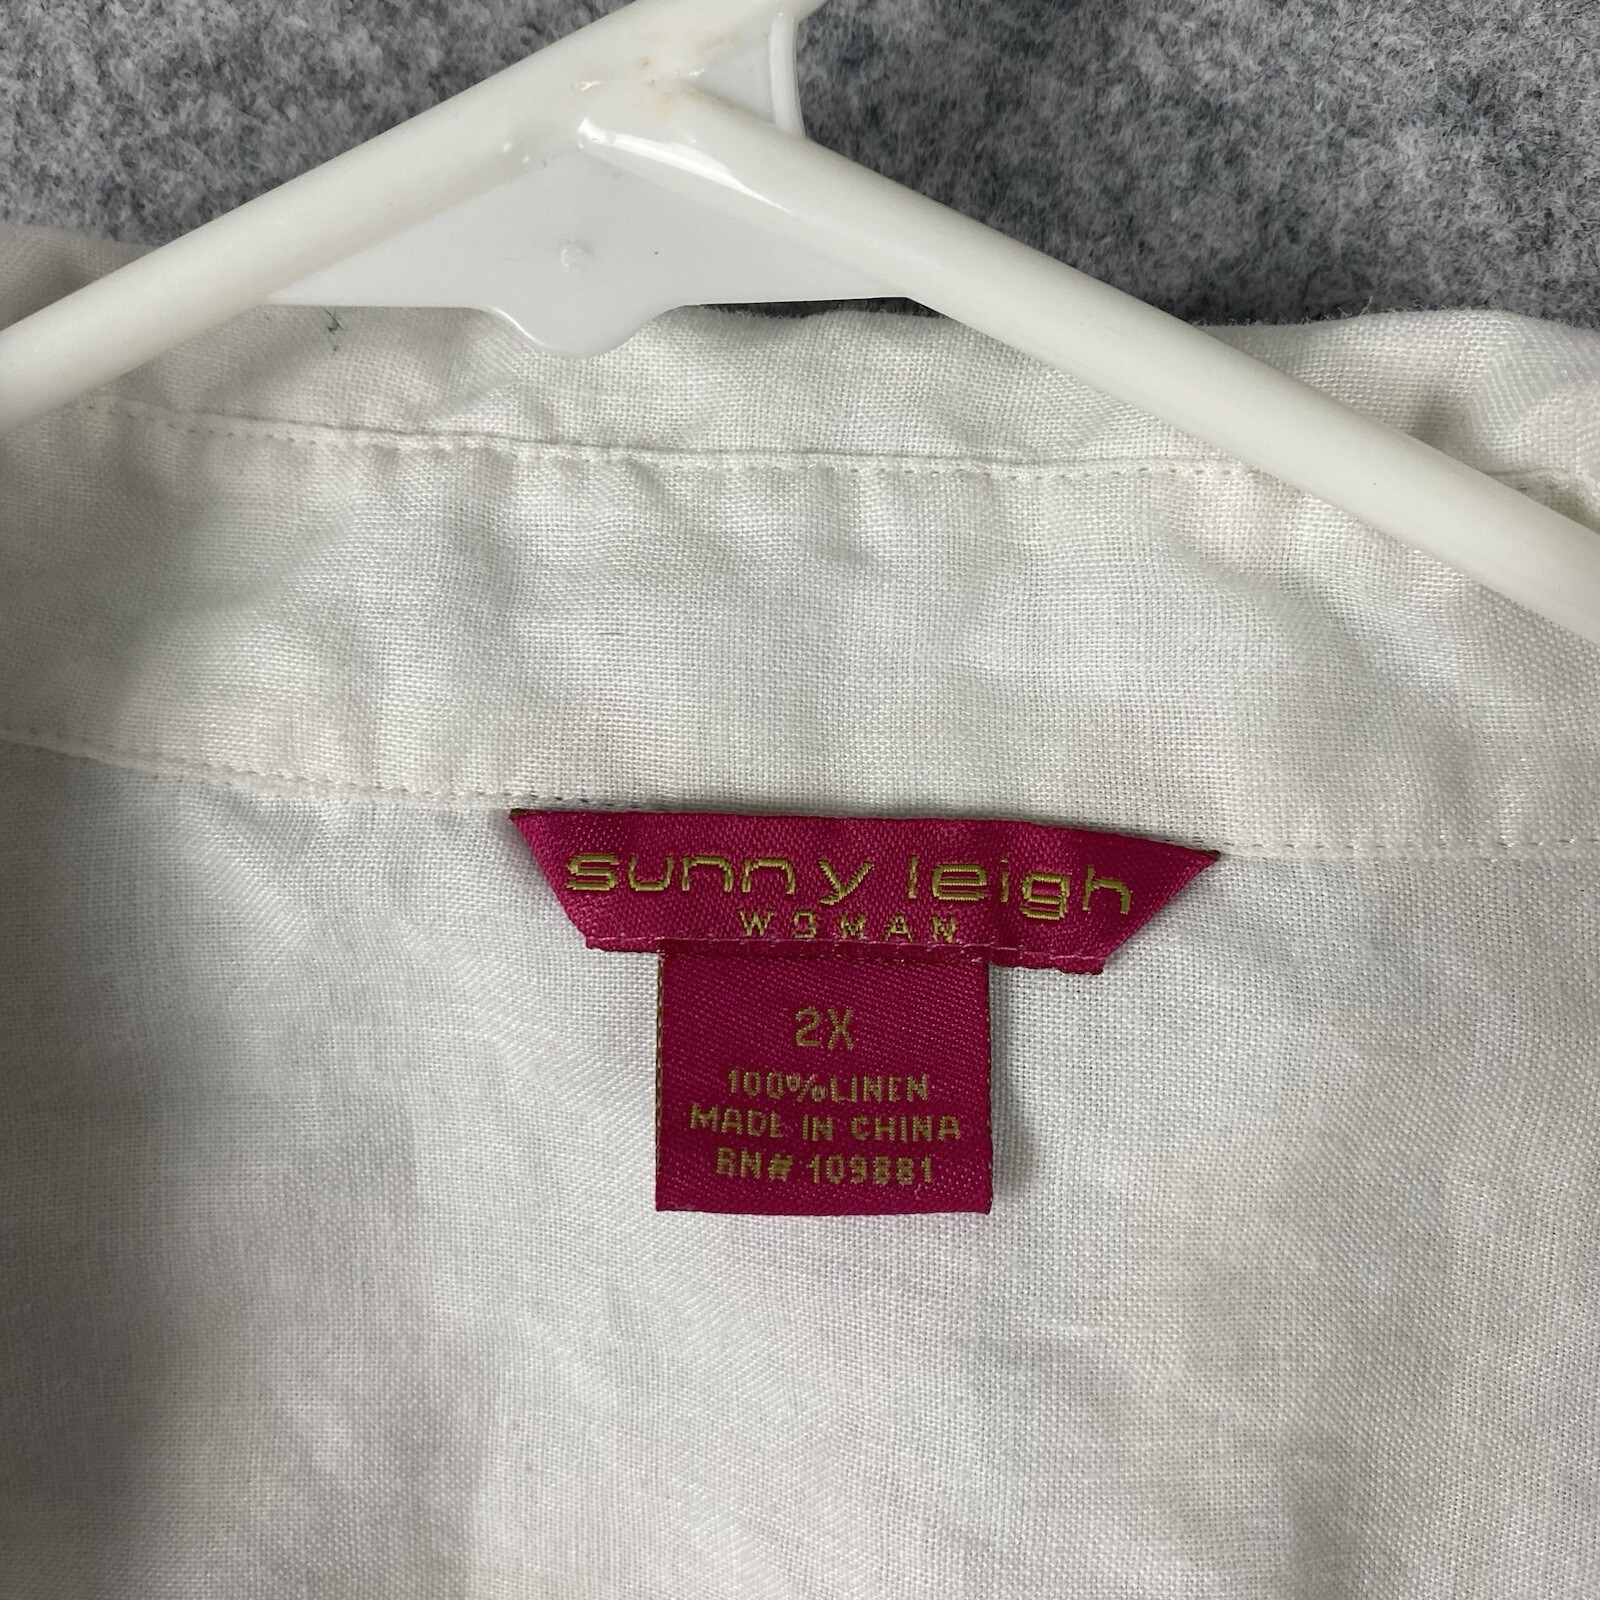 sunny leigh
WOMAN
2X
100%LINEN
MADE IN CHINA
RN# 109881